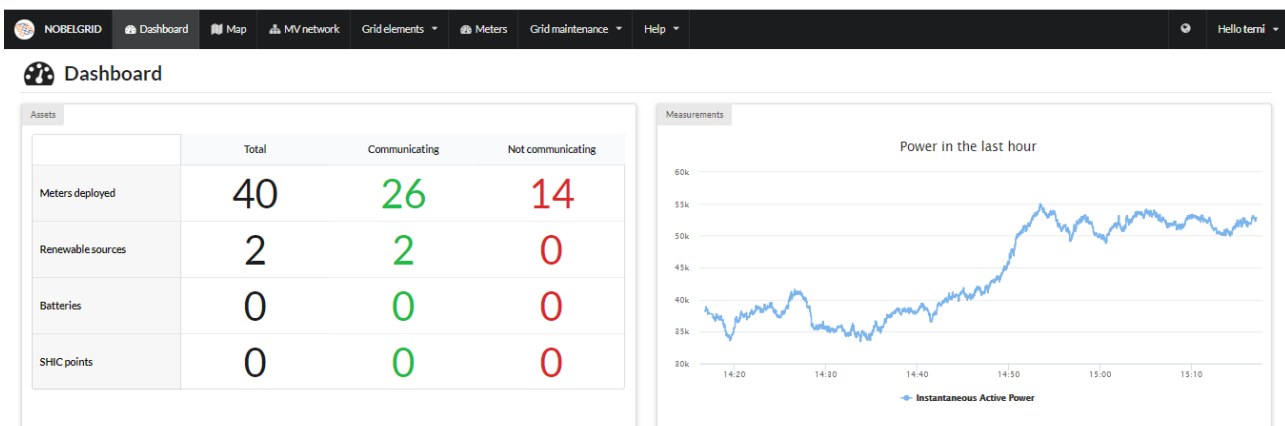 NOBELGRID Dashboard Map MV network Grid elements Meters Grid maintenance Help Hello terni
Dashboard
Assets
Total Communicating Not communicating
Meters deployed 40 26 14
Renewable sources 2 2 0
Batteries 0 0 0
SHIC points 0 0 0
Measurements
Power in the last hour
60k
55k
50k
45k
40k
35k
30k
14:20 14:30 14:40 14:50 15:00 15:10
Instantaneous Active Power